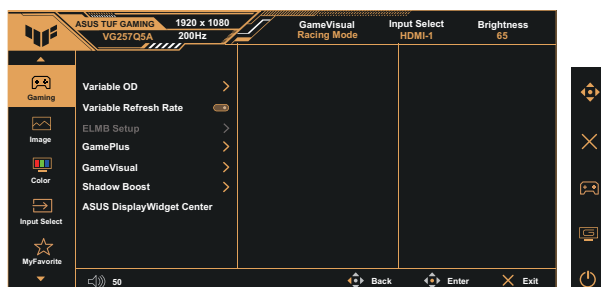 ASUS TUF GAMING 1920 x 1080 GameVisual Input Select Brightness
VG257Q5A 200Hz Racing Mode HDMI-1 65
Gaming
Image
Color
Input Select
MyFavorite
Variable OD
Variable Refresh Rate
ELMB Setup
GamePlus
GameVisual
Shadow Boost
ASUS DisplayWidget Center
50 Back Enter Exit